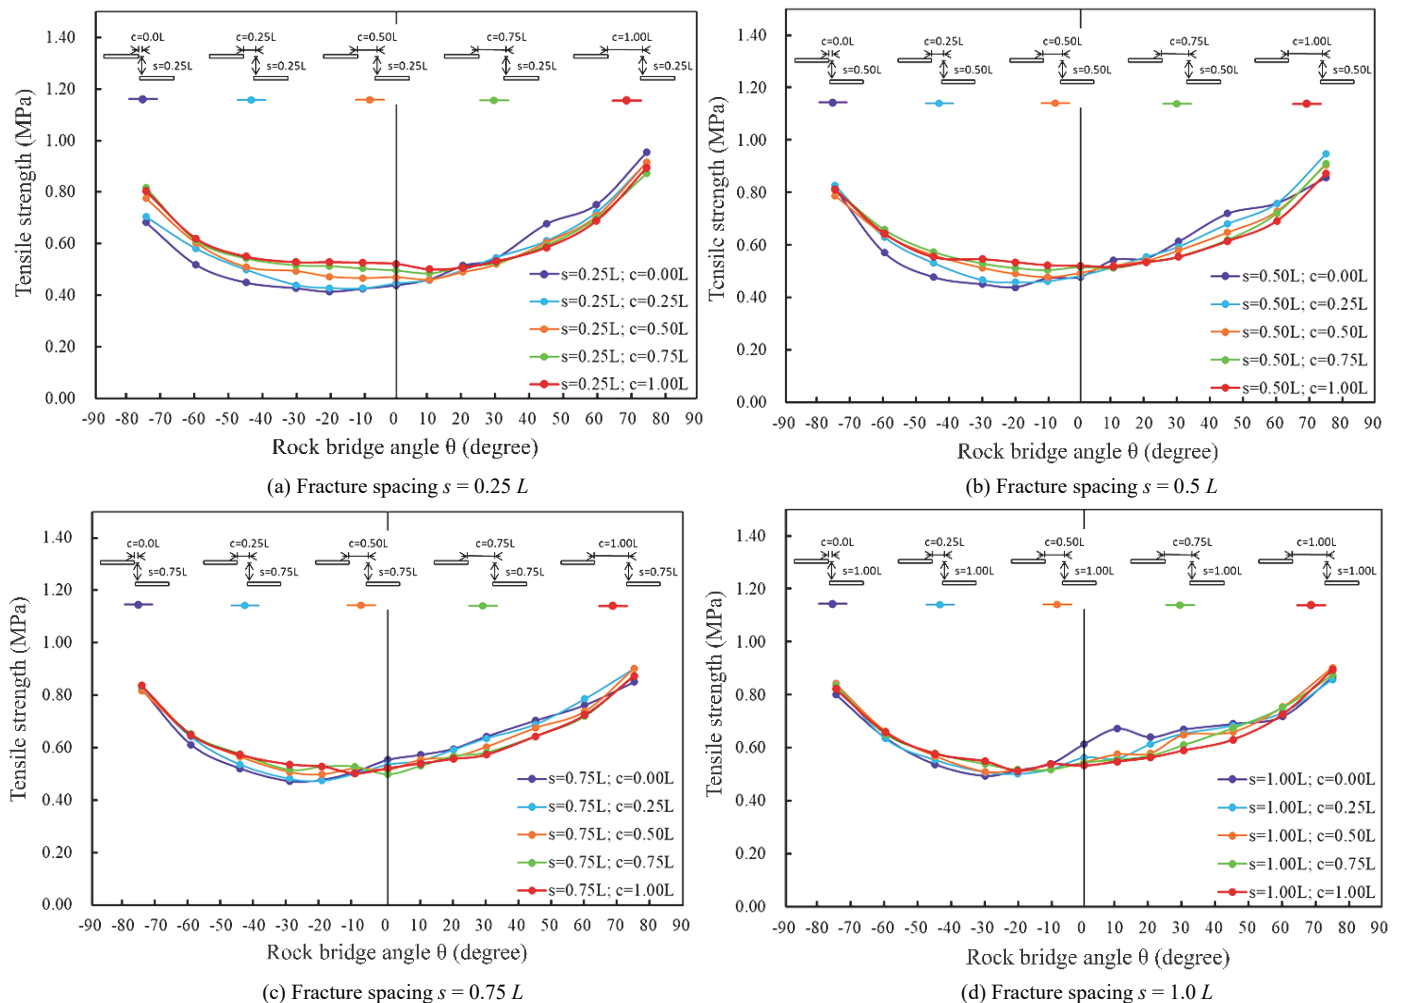 1.40
1.20
1.00
0.80
0.60
0.40
0.20
0.00
Tensile strength (MPa)
c=0.0L c=0.25L c=0.50L c=0.75L c=1.00L
s=0.25L s=0.25L s=0.25L s=0.25L s=0.25L
s=0.25L; c=0.00L
s=0.25L; c=0.25L
s=0.25L; c=0.50L
s=0.25L; c=0.75L
s=0.25L; c=1.00L
-90 -80 -70 -60 -50 -40 -30 -20 -10 0 10 20 30 40 50 60 70 80 90
Rock bridge angle θ (degree)
(a) Fracture spacing s = 0.25 L
1.40
1.20
1.00
0.80
0.60
0.40
0.20
0.00
Tensile strength (MPa)
c=0.0L c=0.25L c=0.50L c=0.75L c=1.00L
s=0.50L s=0.50L s=0.50L s=0.50L s=0.50L
s=0.50L; c=0.00L
s=0.50L; c=0.25L
s=0.50L; c=0.50L
s=0.50L; c=0.75L
s=0.50L; c=1.00L
-90 -80 -70 -60 -50 -40 -30 -20 -10 0 10 20 30 40 50 60 70 80 90
Rock bridge angle θ (degree)
(b) Fracture spacing s = 0.5 L
1.40
1.20
1.00
0.80
0.60
0.40
0.20
0.00
Tensile strength (MPa)
c=0.0L c=0.25L c=0.50L c=0.75L c=1.00L
s=0.75L s=0.75L s=0.75L s=0.75L s=0.75L
s=0.75L; c=0.00L
s=0.75L; c=0.25L
s=0.75L; c=0.50L
s=0.75L; c=0.75L
s=0.75L; c=1.00L
-90 -80 -70 -60 -50 -40 -30 -20 -10 0 10 20 30 40 50 60 70 80 90
Rock bridge angle θ (degree)
(c) Fracture spacing s = 0.75 L
1.40
1.20
1.00
0.80
0.60
0.40
0.20
0.00
Tensile strength (MPa)
c=0.0L c=0.25L c=0.50L c=0.75L c=1.00L
s=1.00L s=1.00L s=1.00L s=1.00L s=1.00L
s=1.00L; c=0.00L
s=1.00L; c=0.25L
s=1.00L; c=0.50L
s=1.00L; c=0.75L
s=1.00L; c=1.00L
-90 -80 -70 -60 -50 -40 -30 -20 -10 0 10 20 30 40 50 60 70 80 90
Rock bridge angle θ (degree)
(d) Fracture spacing s = 1.0 L